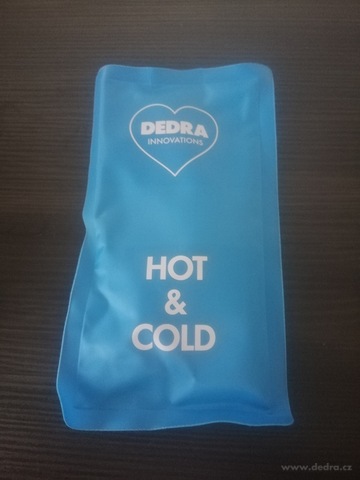 DEDRA
INNOVATIONS
HOT
&
COLD
www.dedra.cz